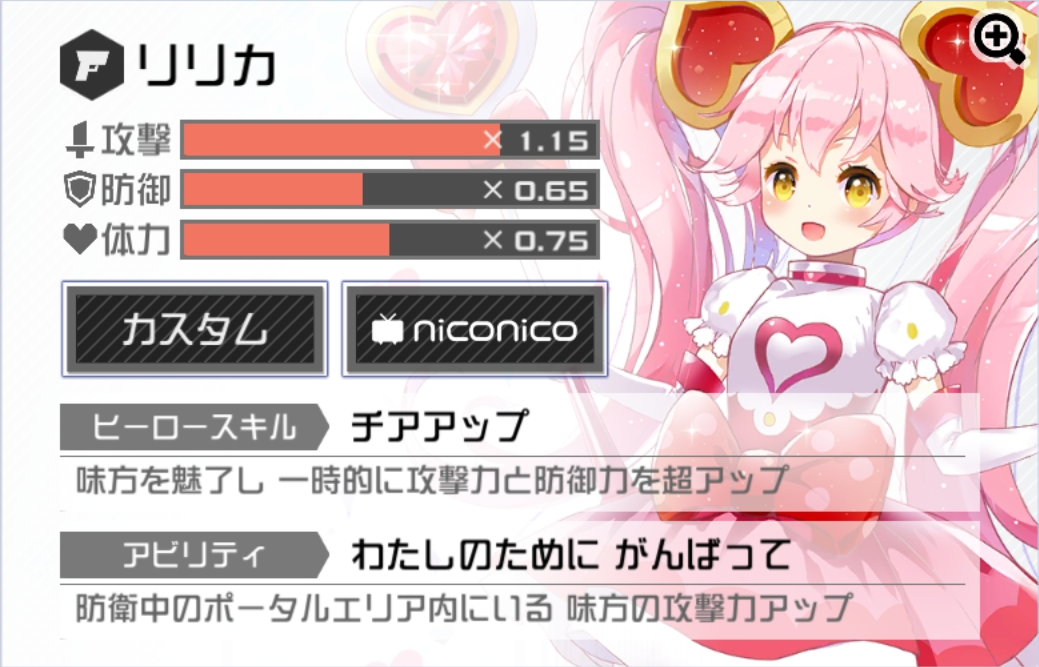 リリカ
攻撃 × 1.15
防御 × 0.65
体力 × 0.75
カスタム
niconico
ヒーロースキル チアアップ
味方を魅了し 一時的に攻撃力と防御力を超アップ
アビリティ わたしのために がんばって
防衛中のポータルエリア内にいる 味方の攻撃力アップ